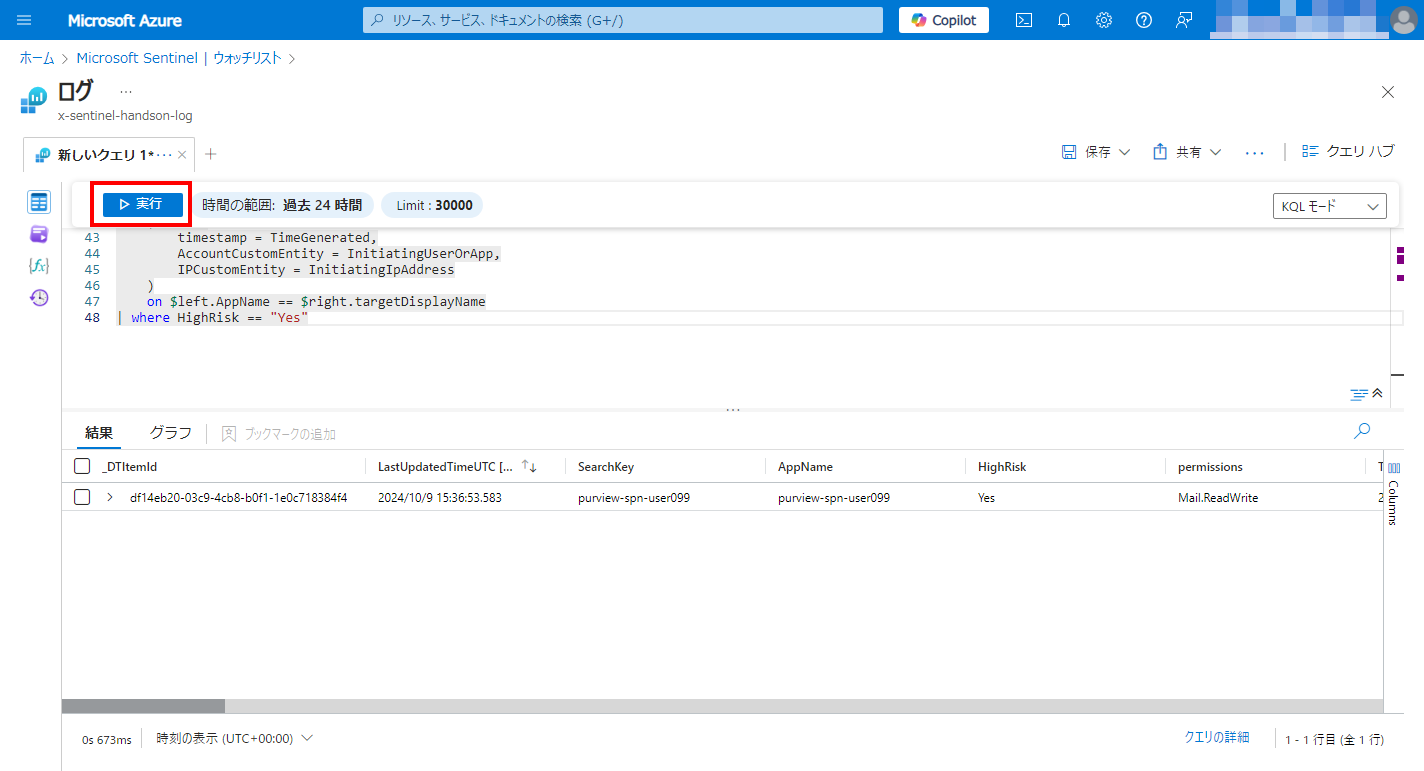 Microsoft Azure
リソース、サービス、ドキュメントの検索 (G+/)
Copilot
ホーム > Microsoft Sentinel | ウォッチリスト >
ログ ...
x-sentinel-handson-log
新しいクエリ 1*··· × +
保存 共有 ... クエリ ハブ
実行 時間の範囲: 過去 24 時間 Limit : 30000 KQL モード
{fx}
43 timestamp = TimeGenerated,
44 AccountCustomEntity = InitiatingUserOrApp,
45 IPCustomEntity = InitiatingIpAddress
46 )
47 on $left.AppName == $right.targetDisplayName
48 | where HighRisk == "Yes"
結果 グラフ ブックマークの追加
_DTItemId LastUpdatedTimeUTC [... ↑↓ SearchKey AppName HighRisk permissions T
df14eb20-03c9-4cb8-b0f1-1e0c718384f4 2024/10/9 15:36:53.583 purview-spn-user099 purview-spn-user099 Yes Mail.ReadWrite 2
Columns
0s 673ms 時刻の表示 (UTC+00:00) クエリの詳細 1 - 1 行目 (全 1 行)